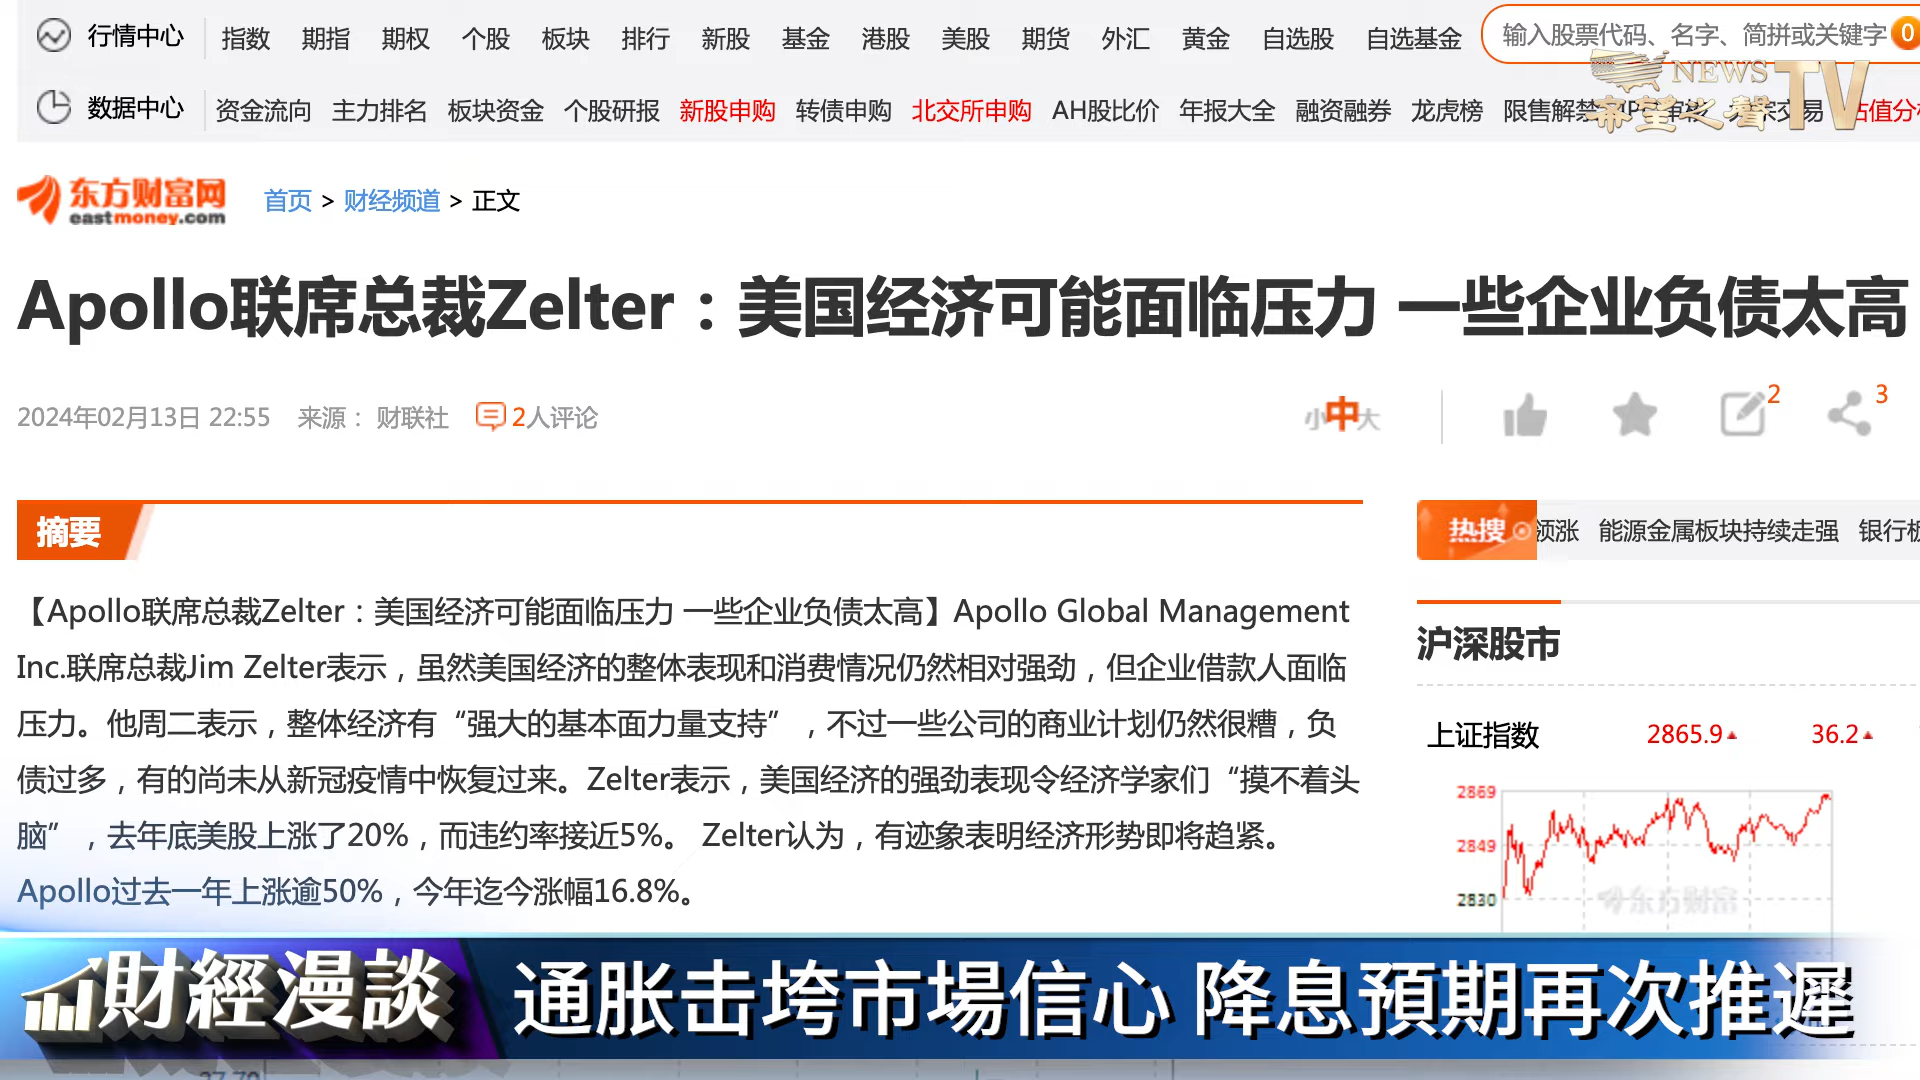 行情中心 指数 期指 期权 个股 板块 排行 新股 基金 港股 美股 期货 外汇 黄金 自选股 自选基金 输入股票代码、名字、简拼或关键字 0
NEWS TV
希望之聲
数据中心 资金流向 主力排名 板块资金 个股研报 新股申购 转债申购 北交所申购 AH股比价 年报大全 融资融券 龙虎榜 限售解禁
东方财富网
eastmoney.com
首页 > 财经频道 > 正文
Apollo联席总裁Zelter：美国经济可能面临压力 一些企业负债太高
2024年02月13日 22:55 来源： 财联社 2人评论 小 中 大 2 3
摘要
热搜 领涨 能源金属板块持续走强 银行
【Apollo联席总裁Zelter：美国经济可能面临压力 一些企业负债太高】Apollo Global Management
Inc.联席总裁Jim Zelter表示，虽然美国经济的整体表现和消费情况仍然相对强劲，但企业借款人面临
压力。他周二表示，整体经济有“强大的基本面力量支持”，不过一些公司的商业计划仍然很糟，负
债过多，有的尚未从新冠疫情中恢复过来。Zelter表示，美国经济的强劲表现令经济学家们“摸不着头
脑”，去年底美股上涨了20%，而违约率接近5%。 Zelter认为，有迹象表明经济形势即将趋紧。
Apollo过去一年上涨逾50%，今年迄今涨幅16.8%。
沪深股市
上证指数 2865.9 36.2
2869
2849
2830
东方财富
財經漫談
通胀击垮市場信心 降息預期再次推遲